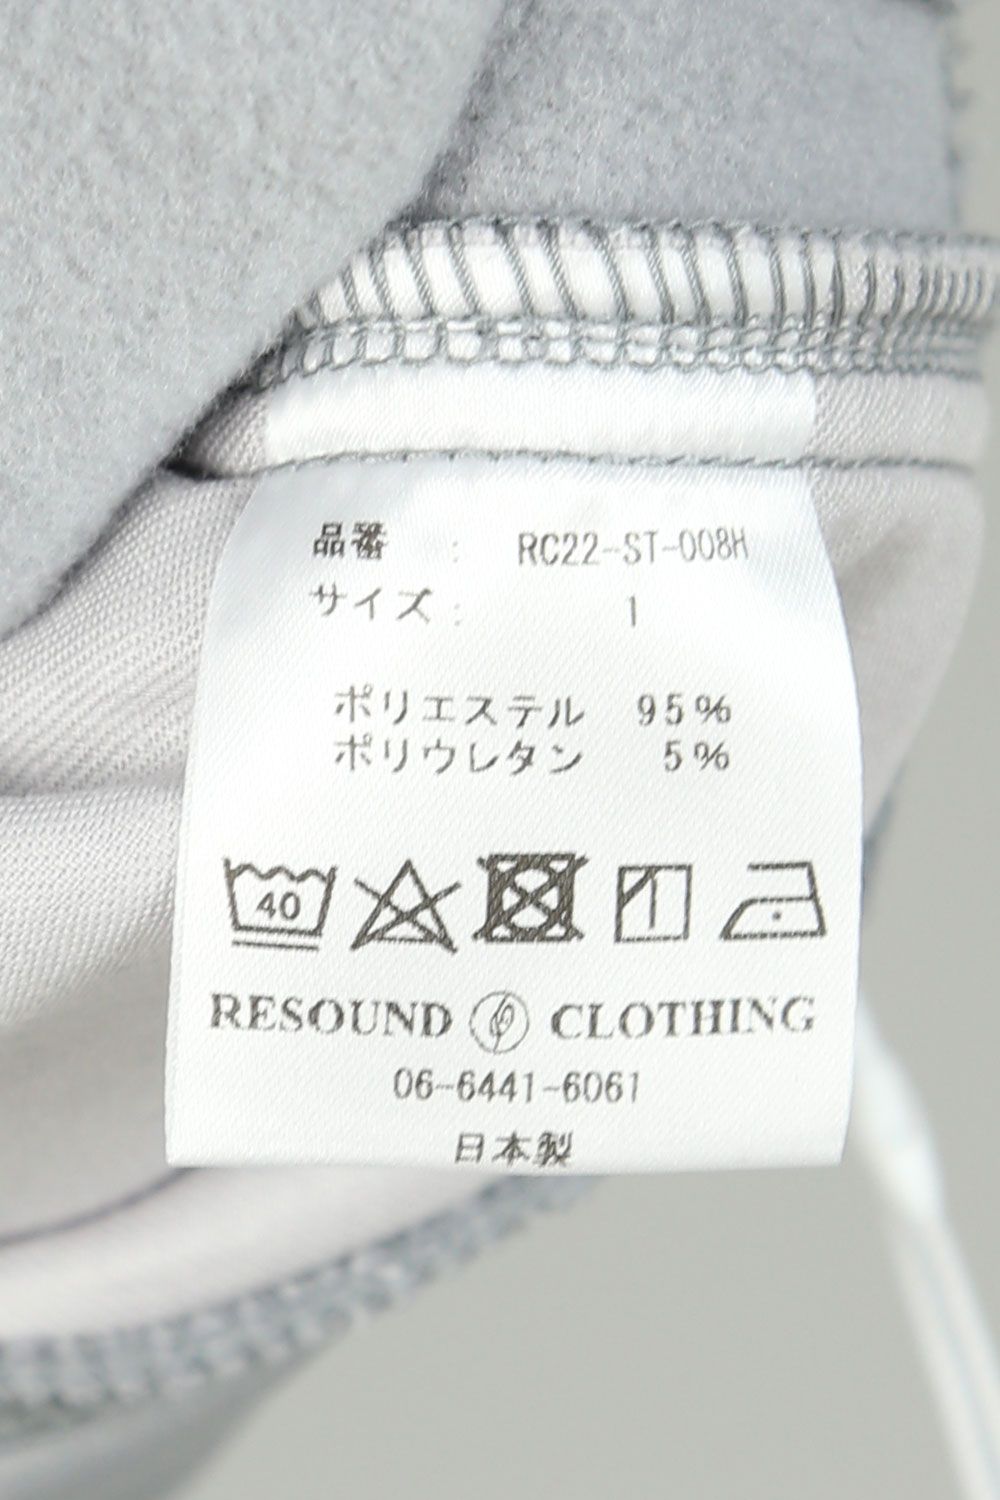 品番 : RC22-ST-008H
サイズ : 1
ポリエステル 95%
ポリウレタン 5%
40
RESOUND CLOTHING
06-6441-6061
日本製